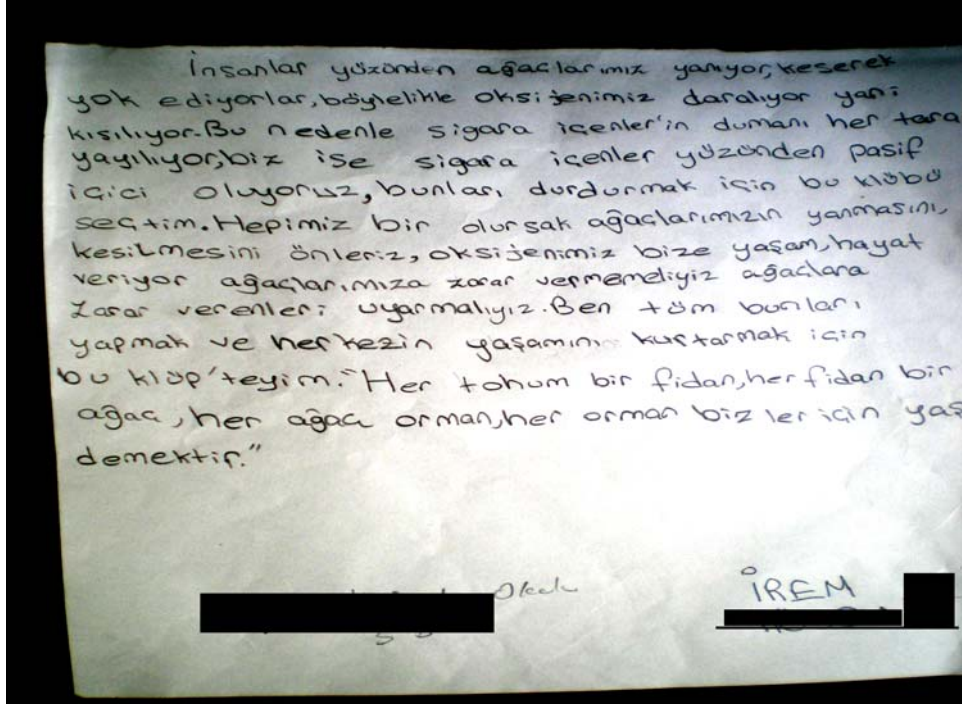 İnsanlar yüzünden ağaclarımız yanıyor, keserek
yok ediyorlar, böylelikle oksijenimiz daralıyor yani
kısılıyor. Bu nedenle sigara içenler'in dumanı her tara
yayılıyor, biz ise sigara içenler yüzünden pasif
içici oluyoruz, bunları durdurmak için bu klübü
seçtim. Hepimiz bir olursak ağaçlarımızın yanmasını,
kesilmesini önleriz, oksijenimiz bize yaşam, hayat
veriyor ağaçlarımıza zarar vermemeliyiz ağaçlara
zarar verenleri uyarmalıyız. Ben tüm bunları
yapmak ve herkezin yaşamını kurtarmak için
bu klüp'teyim. "Her tohum bir fidan, her fidan bir
ağaç, her ağaç orman, her orman bizler için yaş
demektir."
Okulu
İREM